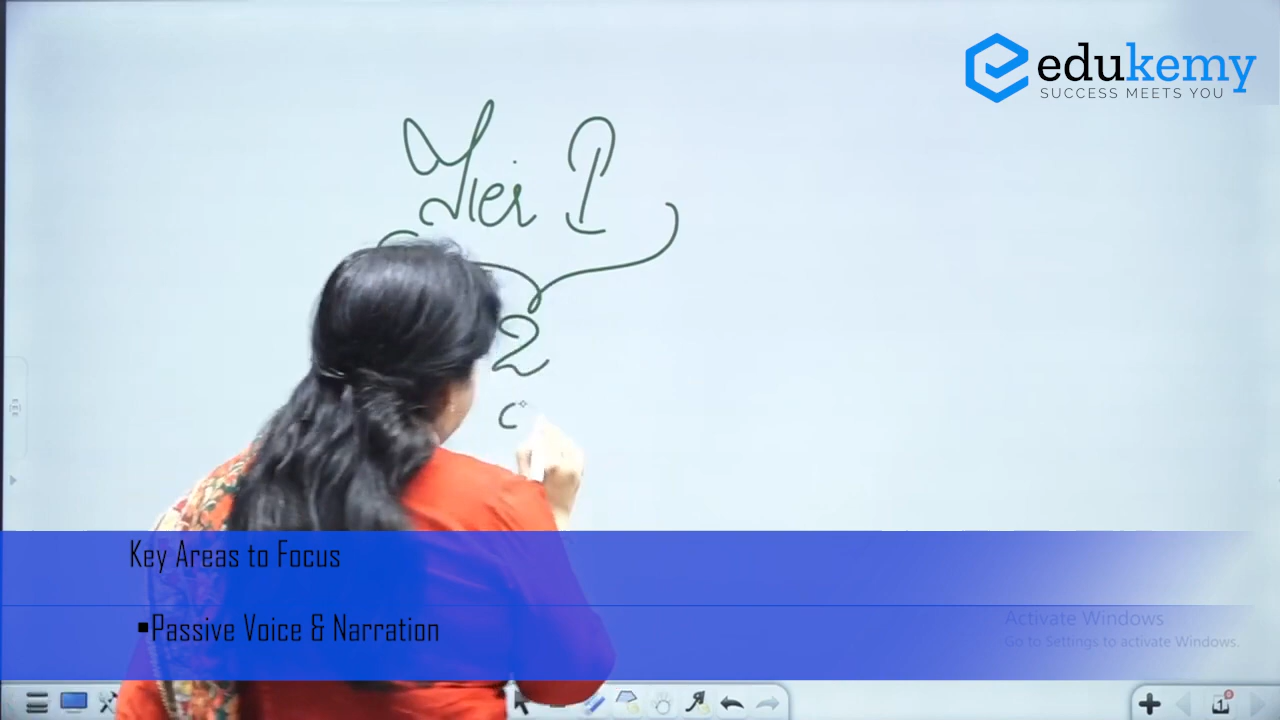 edukemy
SUCCESS MEETS YOU
Tier I
2
C
Key Areas to Focus
▪Passive Voice & Narration
Activate Windows
Go to Settings to activate Windows.
1